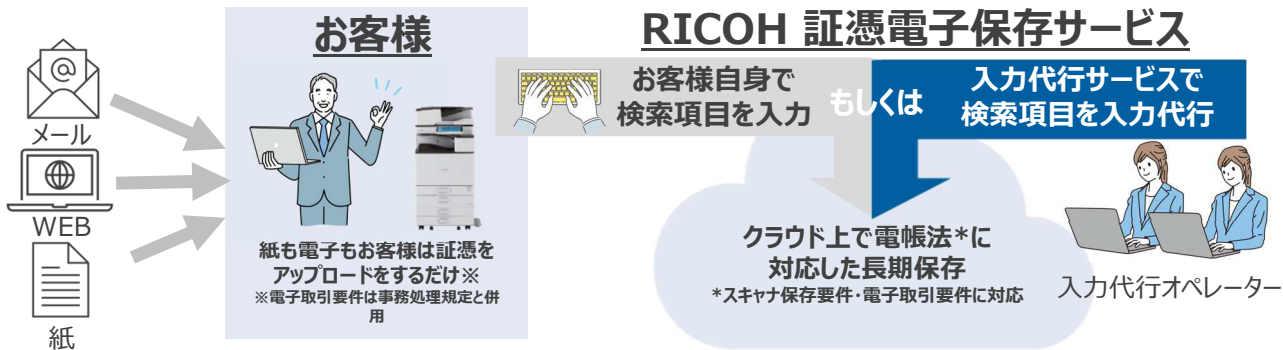 メール
WEB
紙
お客様
紙も電子もお客様は証憑を
アップロードをするだけ※
※電子取引要件は事務処理規定と併
用
RICOH 証憑電子保存サービス
お客様自身で
検索項目を入力
もしくは
入力代行サービスで
検索項目を入力代行
クラウド上で電帳法*に
対応した長期保存
*スキャナ保存要件・電子取引要件に対応
入力代行オペレーター